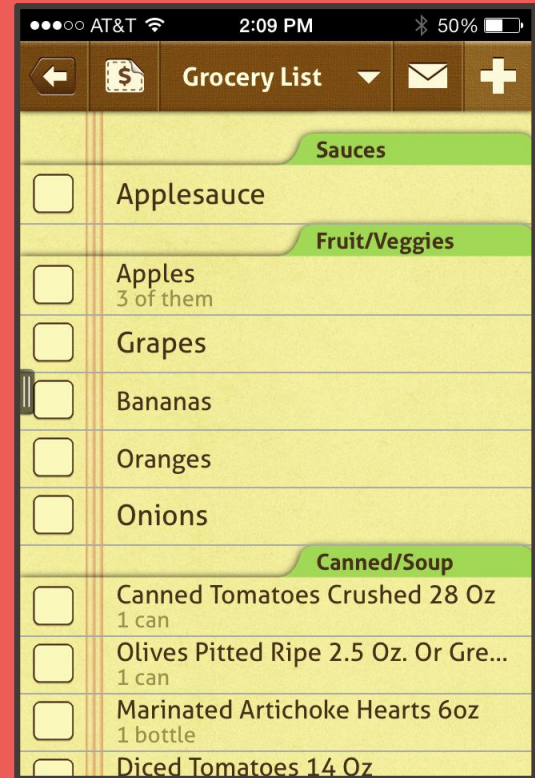 AT&T 2:09 PM 50%
$ Grocery List
Sauces
Applesauce
Fruit/Veggies
Apples
3 of them
Grapes
Bananas
Oranges
Onions
Canned/Soup
Canned Tomatoes Crushed 28 Oz
1 can
Olives Pitted Ripe 2.5 Oz. Or Gre...
1 can
Marinated Artichoke Hearts 6oz
1 bottle
Diced Tomatoes 14 Oz